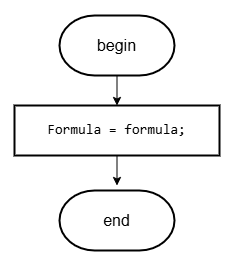 begin
Formula = formula;
end